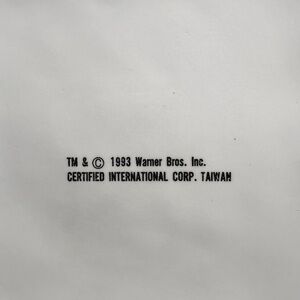 TM & © 1993 Warner Bros. Inc.
CERTIFIED INTERNATIONAL CORP. TAIWAN